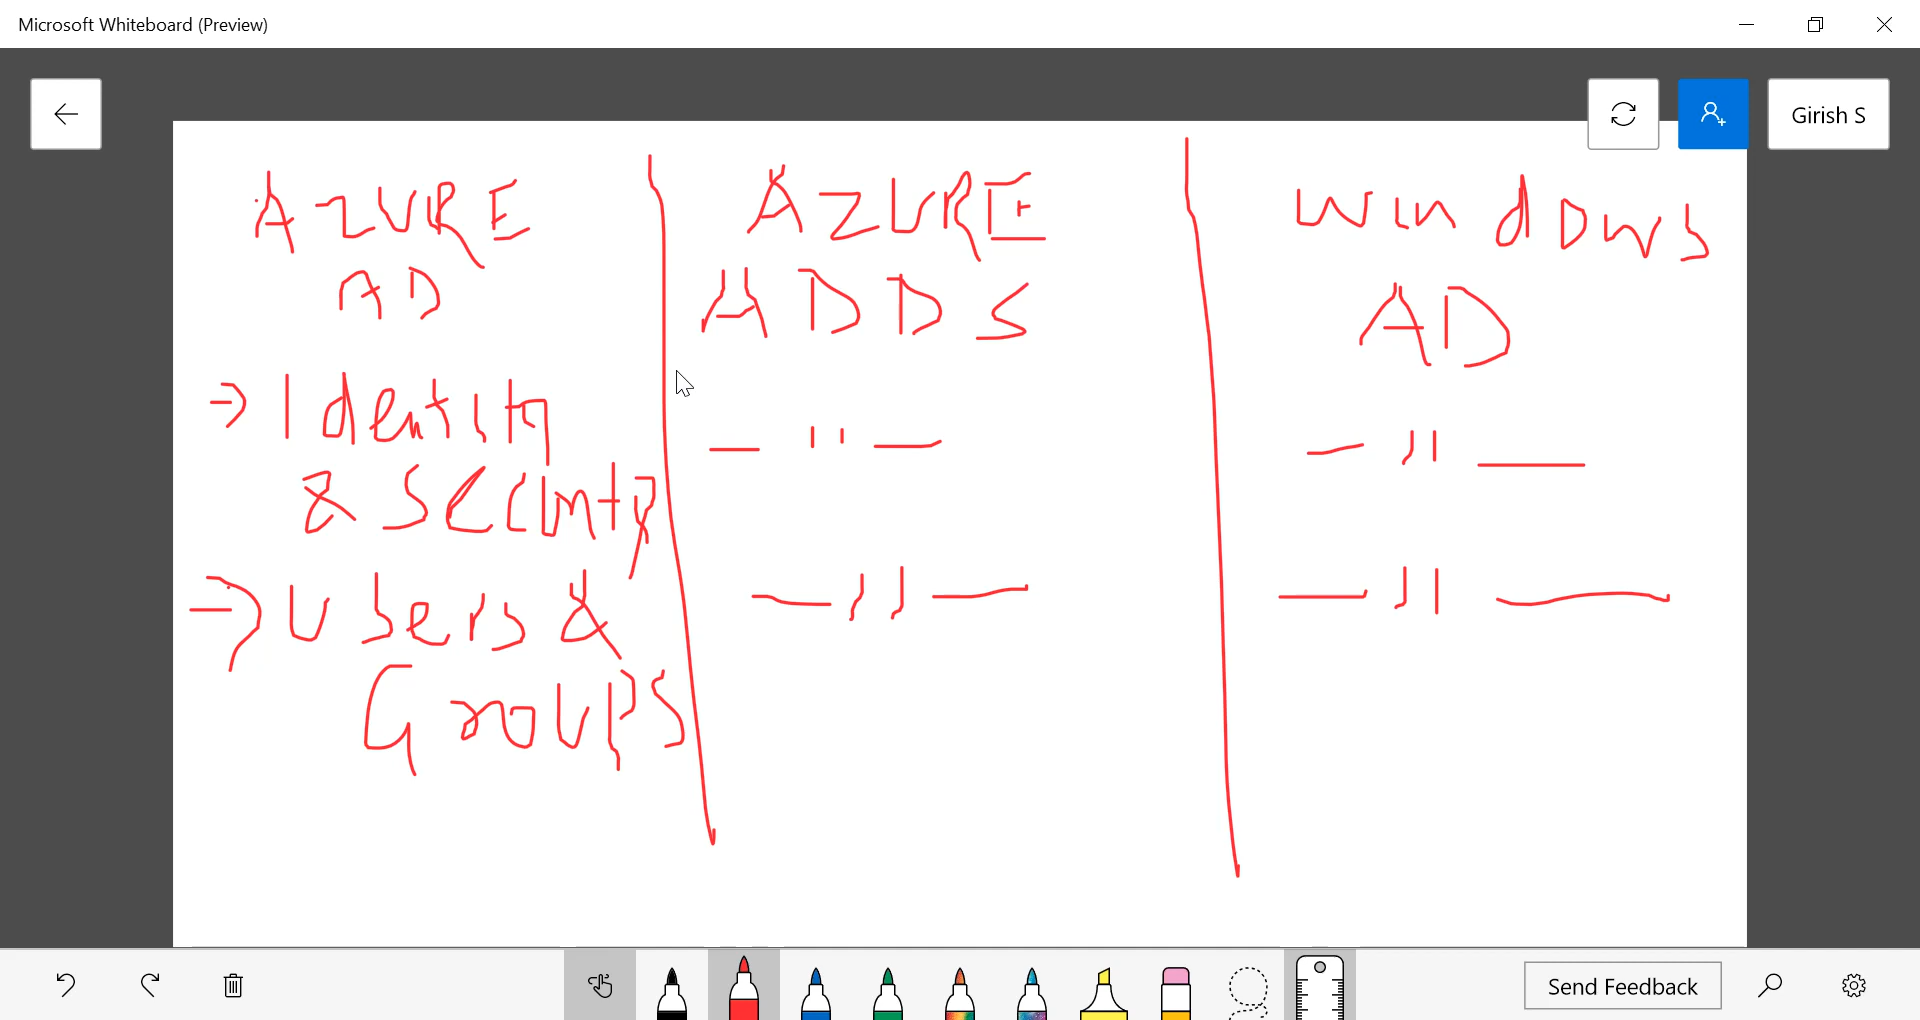 Microsoft Whiteboard (Preview)
Girish S
AZURE
AD
→ Identity
& Security
→ Users &
Groups
AZURE
ADDS
— " —
— " —
Windows
AD
— " —
— " —
Send Feedback